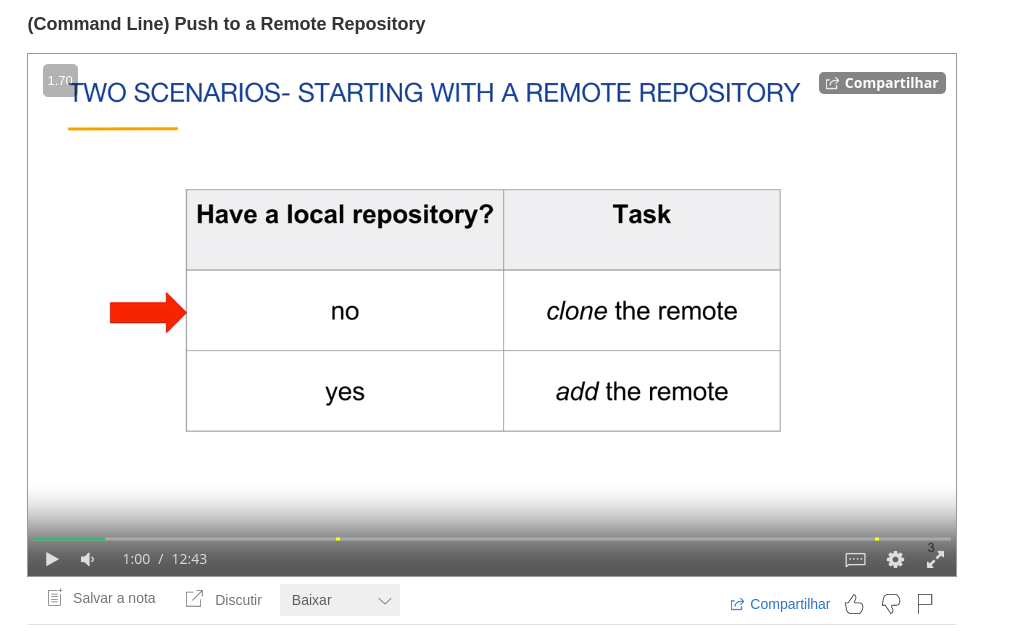 (Command Line) Push to a Remote Repository
1.70
TWO SCENARIOS- STARTING WITH A REMOTE REPOSITORY
Compartilhar
Have a local repository?
Task
no
clone the remote
yes
add the remote
1:00 / 12:43
3
Salvar a nota
Discutir
Baixar
Compartilhar